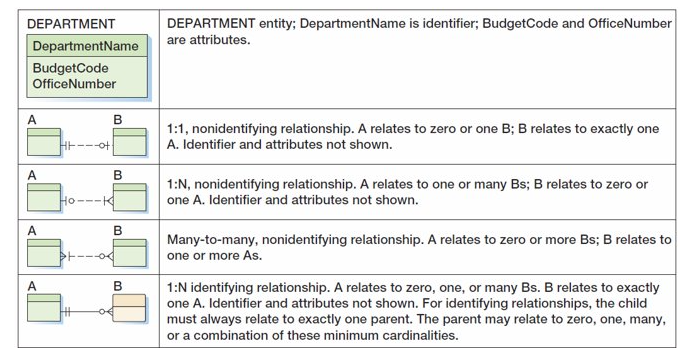 DEPARTMENT
DepartmentName
BudgetCode
OfficeNumber
DEPARTMENT entity; DepartmentName is identifier; BudgetCode and OfficeNumber
are attributes.
A B
1:1, nonidentifying relationship. A relates to zero or one B; B relates to exactly one
A. Identifier and attributes not shown.
A B
1:N, nonidentifying relationship. A relates to one or many Bs; B relates to zero or
one A. Identifier and attributes not shown.
A B
Many-to-many, nonidentifying relationship. A relates to zero or more Bs; B relates to
one or more As.
A B
1:N identifying relationship. A relates to zero, one, or many Bs. B relates to exactly
one A. Identifier and attributes not shown. For identifying relationships, the child
must always relate to exactly one parent. The parent may relate to zero, one, many,
or a combination of these minimum cardinalities.